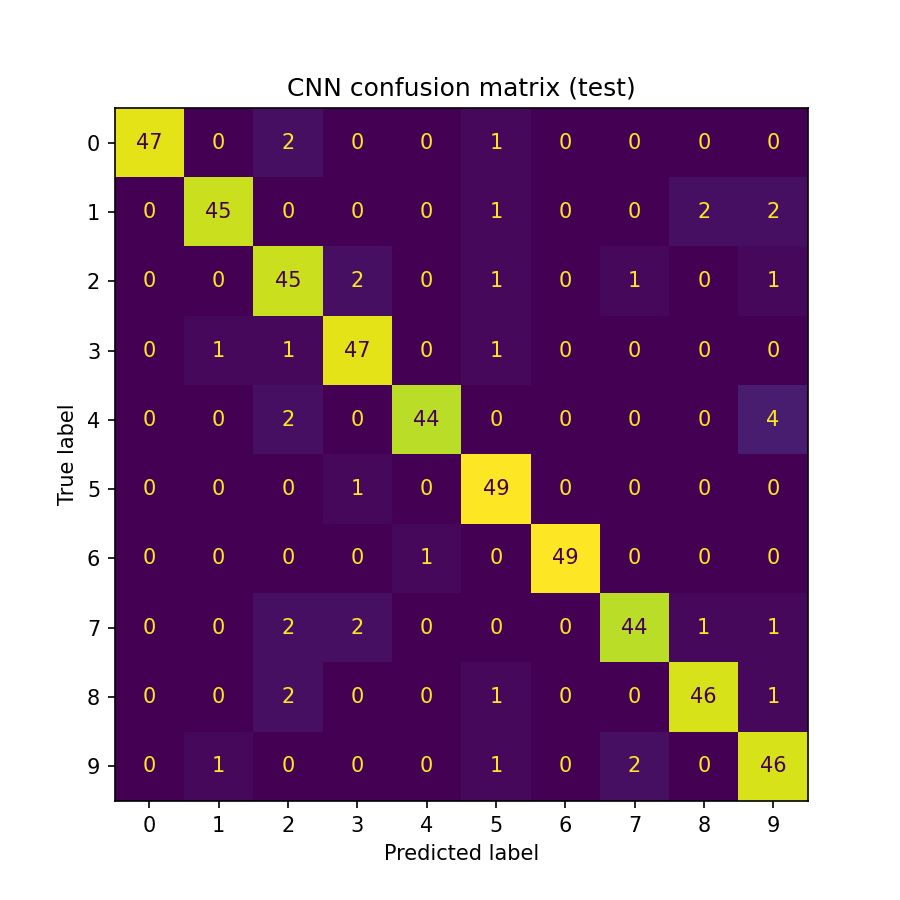 CNN confusion matrix (test)
0 47 0 2 0 0 1 0 0 0 0
1 0 45 0 0 0 1 0 0 2 2
2 0 0 45 2 0 1 0 1 0 1
3 0 1 1 47 0 1 0 0 0 0
4 0 0 2 0 44 0 0 0 0 4
5 0 0 0 1 0 49 0 0 0 0
6 0 0 0 0 1 0 49 0 0 0
7 0 0 2 2 0 0 0 44 1 1
8 0 0 2 0 0 1 0 0 46 1
9 0 1 0 0 0 1 0 2 0 46
0 1 2 3 4 5 6 7 8 9
Predicted label
True label